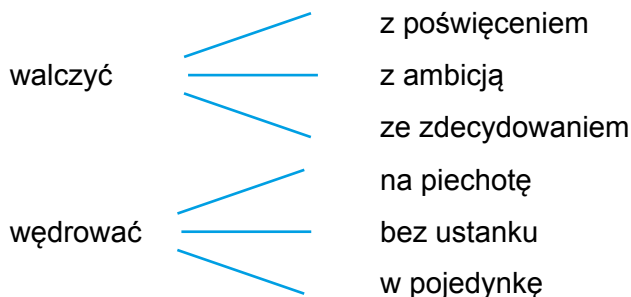 z poświęceniem
walczyć z ambicją
ze zdecydowaniem
na piechotę
wędrować bez ustanku
w pojedynkę